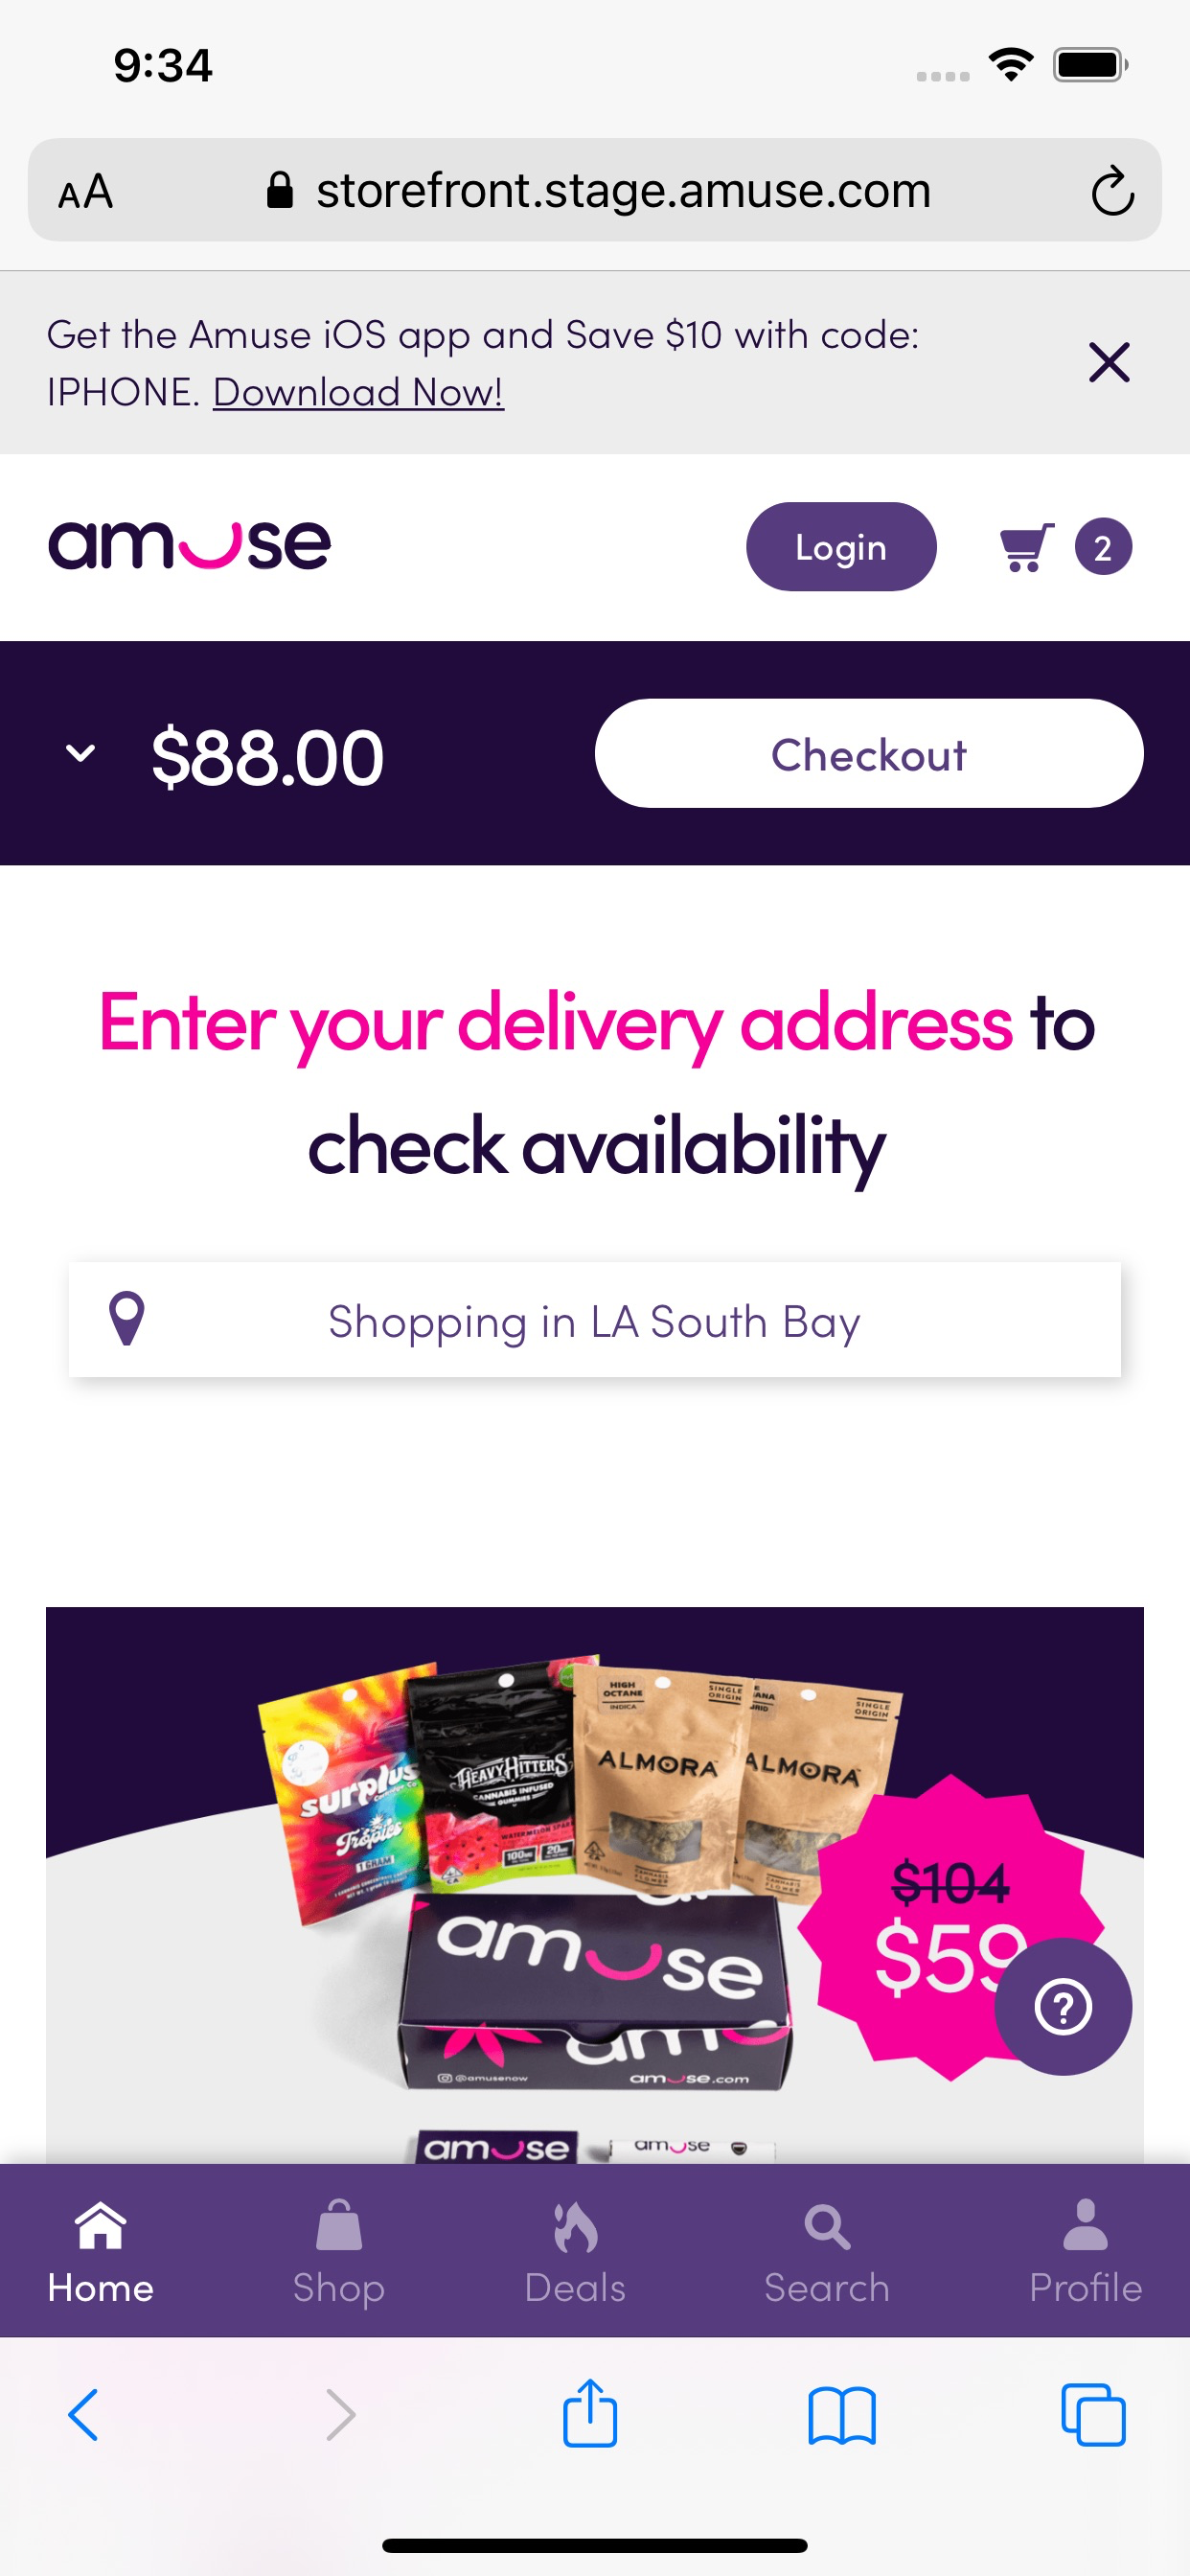 9:34
AA
storefront.stage.amuse.com
Get the Amuse iOS app and Save $10 with code:
IPHONE. Download Now!
amuse
Login
2
$88.00
Checkout
Enter your delivery address to
check availability
Shopping in LA South Bay
surplus
Tropics
1 GRAM
HEAVY HITTERS
CANNABIS INFUSED
GUMMIES
100MG
20MG
HIGH
OCTANE
INDICA
SINGLE
ORIGIN
ALMORA
SINGLE
ORIGIN
ALMORA
$104
$59
?
amuse
@amusenow
amuse.com
amuse
amuse
Home
Shop
Deals
Search
Profile